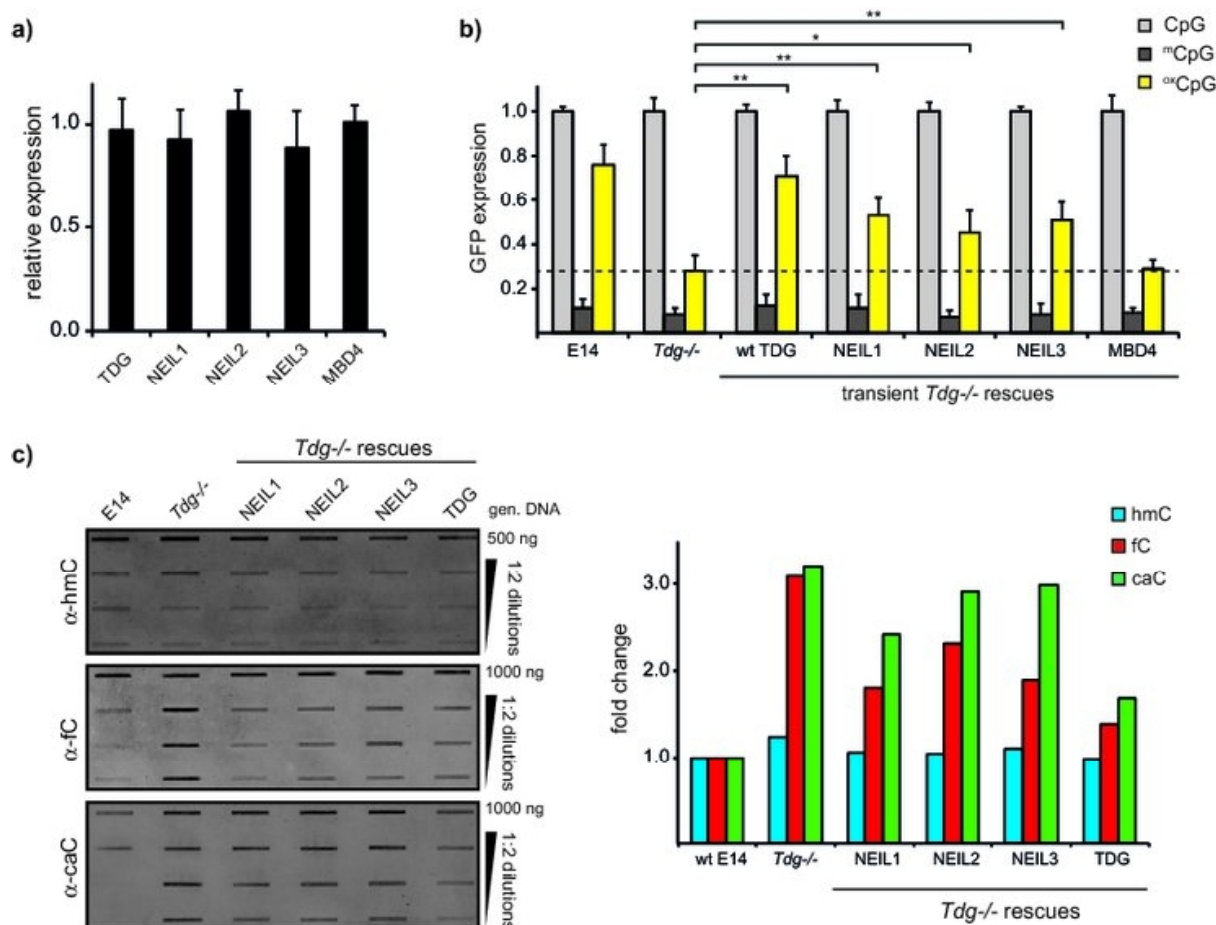 a)
relative expression
1.0
0.5
0.0
TDG
NEIL1
NEIL2
NEIL3
MBD4
b)
**
*
**
**
CpG
mCpG
oxCpG
GFP expression
1.0
0.8
0.6
0.4
0.2
E14
Tdg-/-
wt TDG
NEIL1
NEIL2
NEIL3
MBD4
transient Tdg-/- rescues
c)
Tdg-/- rescues
E14
Tdg-/-
NEIL1
NEIL2
NEIL3
TDG
gen. DNA
α-hmC
500 ng
12 dilutions
α-fC
1000 ng
1:2 dilutions
α-caC
1000 ng
1:2 dilutions
hmC
fC
caC
fold change
3.0
2.0
1.0
wt E14
Tdg-/-
NEIL1
NEIL2
NEIL3
TDG
Tdg-/- rescues